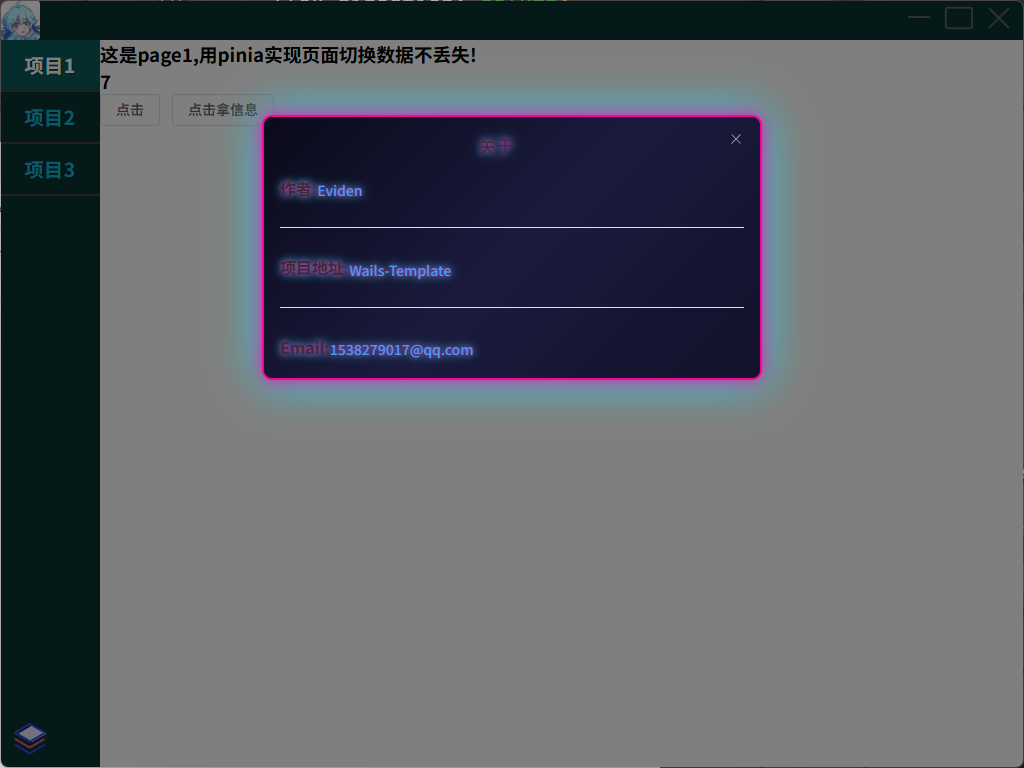 项目1
项目2
项目3
这是page1,用pinia实现页面切换数据不丢失!
7
点击 点击拿信息
关于
作者 Eviden
项目地址 Wails-Template
Email 1538279017@qq.com